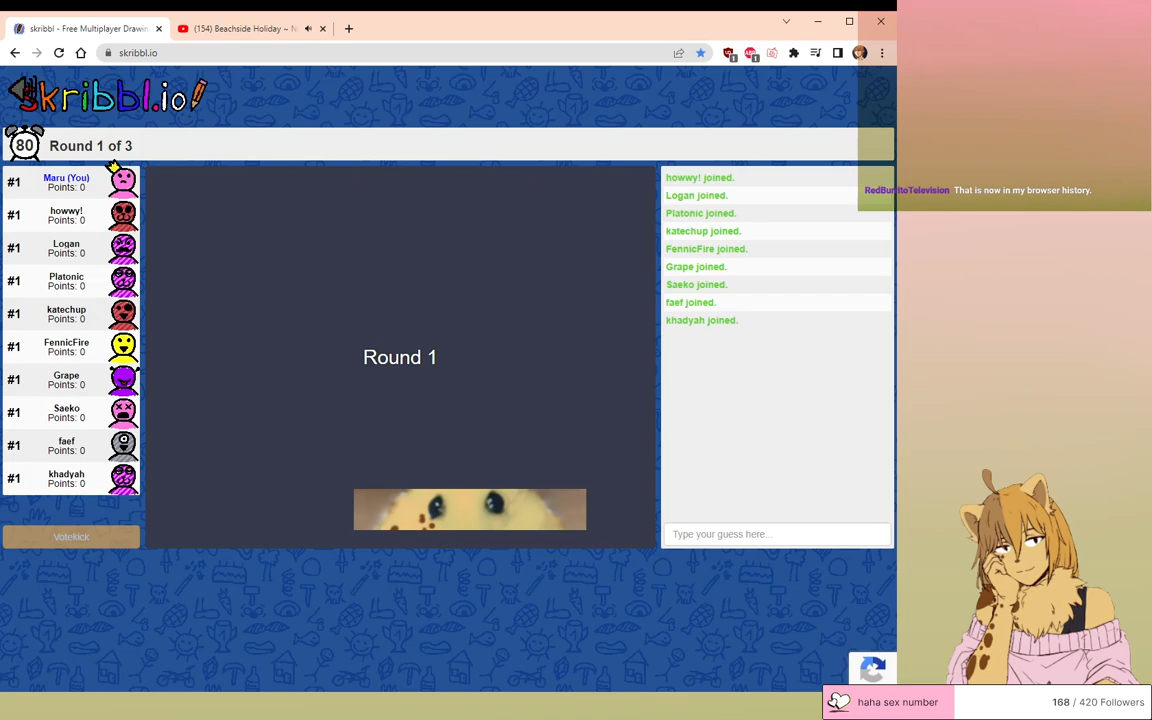 skribbl - Free Multiplayer Drawin
(154) Beachside Holiday ~ N
skribbl.io
1
1
skribbl.io
80
Round 1 of 3
#1 Maru (You)
Points: 0
#1 howwy!
Points: 0
#1 Logan
Points: 0
#1 Platonic
Points: 0
#1 katechup
Points: 0
#1 FennicFire
Points: 0
#1 Grape
Points: 0
#1 Saeko
Points: 0
#1 faef
Points: 0
#1 khadyah
Points: 0
Votekick
Round 1
howwy! joined.
Logan joined.
Platonic joined.
katechup joined.
FennicFire joined.
Grape joined.
Saeko joined.
faef joined.
khadyah joined.
Type your guess here...
RedBurritoTelevision That is now in my browser history.
haha sex number 168 / 420 Followers